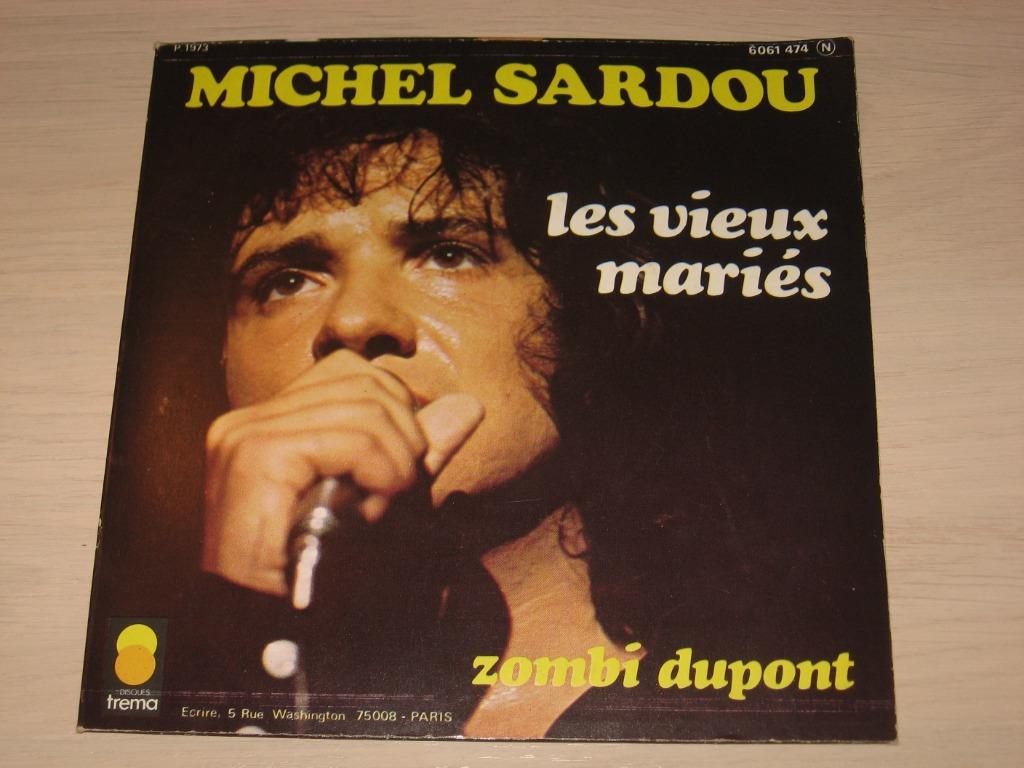 P 1973
6061 474 N
MICHEL SARDOU
les vieux
mariés
zombi dupont
DISQUES
trema
Ecrire, 5 Rue Washington 75008 - PARIS